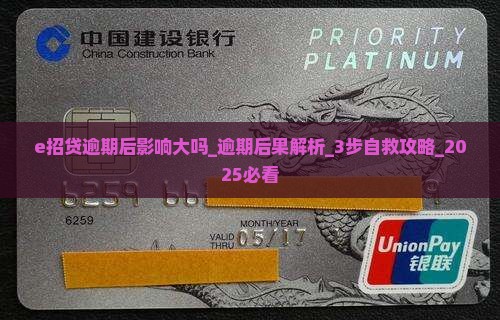 中国建设银行
China Construction Bank
PRIORITY
PLATINUM
e招贷逾期后影响大吗_逾期后果解析_3步自救攻略_20
25必看
6259
6259
MONTH/YEAR
VALID
THRU
05/17
UnionPay
银联